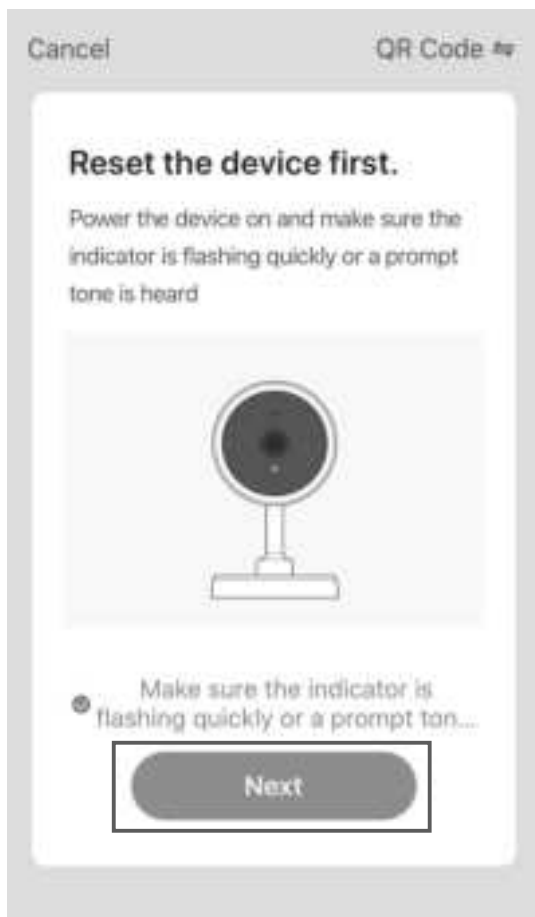 Cancel
QR Code
Reset the device first.
Power the device on and make sure the
indicator is flashing quickly or a prompt
tone is heard
Make sure the indicator is
flashing quickly or a prompt ton...
Next